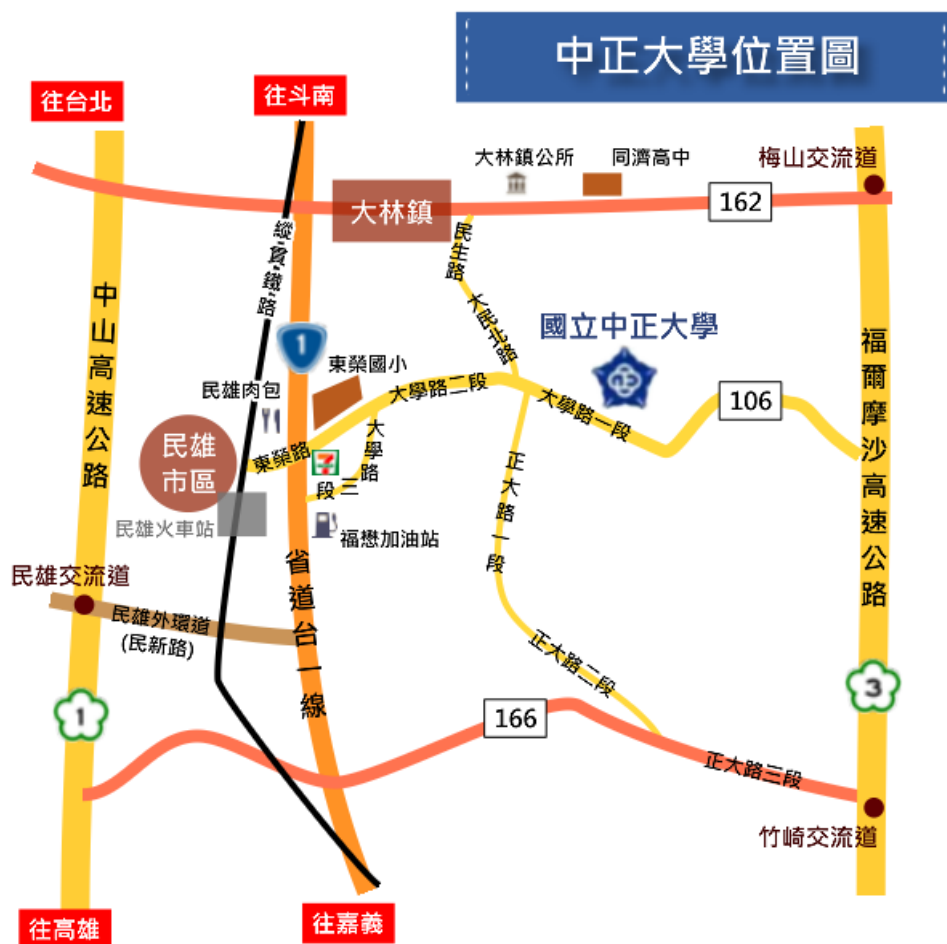 中正大學位置圖
往台北
往斗南
大林鎮公所
同濟高中
梅山交流道
162
大林鎮
民生路
縱貫鐵路
大民北路
中山高速公路
1
國立中正大學
福爾摩沙高速公路
東榮國小
民雄肉包
大學路二段
大學路一段
106
民雄
市區
東榮路
7
大學路
三段
正大路一段
民雄火車站
福懋加油站
省道台一線
民雄交流道
民雄外環道
(民新路)
正大路二段
3
1
166
正大路三段
竹崎交流道
往高雄
往嘉義